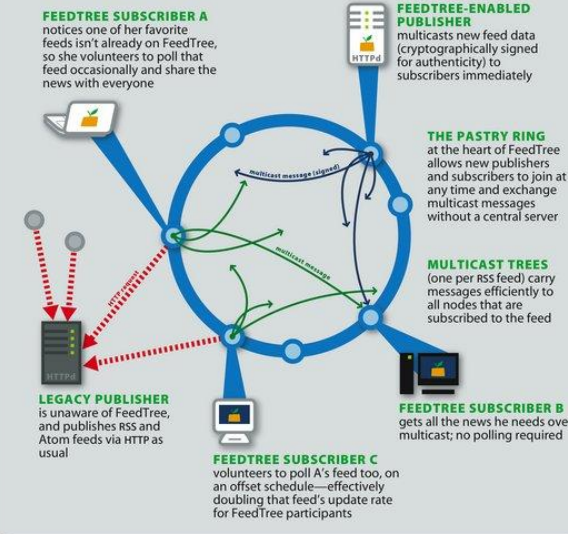 FEEDTREE SUBSCRIBER A
notices one of her favorite
feeds isn't already on FeedTree,
so she volunteers to poll that
feed occasionally and share the
news with everyone
FEEDTREE-ENABLED
PUBLISHER
multicasts new feed data
(cryptographically signed
for authenticity) to
subscribers immediately
HTTPd
THE PASTRY RING
at the heart of FeedTree
allows new publishers
and subscribers to join at
any time and exchange
multicast messages
without a central server
multicast message (signed)
multicast message
HTTP request
MULTICAST TREES
(one per RSS feed) carry
messages efficiently to
all nodes that are
subscribed to the feed
HTTPd
LEGACY PUBLISHER
is unaware of FeedTree,
and publishes RSS and
Atom feeds via HTTP as
usual
FEEDTREE SUBSCRIBER B
gets all the news he needs ove
multicast; no polling required
FEEDTREE SUBSCRIBER C
volunteers to poll A's feed too, on
an offset schedule—effectively
doubling that feed's update rate
for FeedTree participants